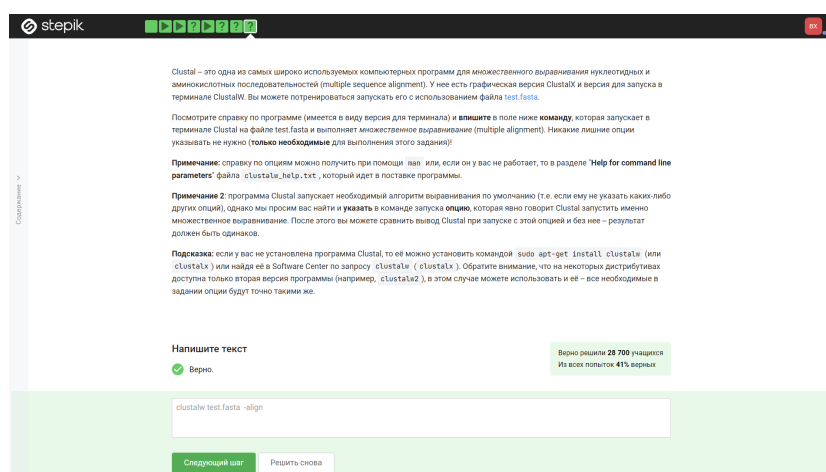 stepik
? ? ?
ВХ
Содержание
Clustal – это одна из самых широко используемых компьютерных программ для множественного выравнивания нуклеотидных и
аминокислотных последовательностей (multiple sequence alignment). У нее есть графическая версия ClustalX и версия для запуска в
терминале ClustalW. Вы можете потренироваться запускать его с использованием файла test.fasta.
Посмотрите справку по программе (имеется в виду версия для терминала) и впишите в поле ниже команду, которая запускает в
терминале Clustal на файле test.fasta и выполняет множественное выравнивание (multiple alignment). Никакие лишние опции
указывать не нужно (только необходимые для выполнения этого задания)!
Примечание: справку по опциям можно получить при помощи man или, если он у вас не работает, то в разделе "Help for command line
parameters" файла clustalw_help.txt, который идет в поставке программы.
Примечание 2: программа Clustal запускает необходимый алгоритм выравнивания по умолчанию (т.е. если ему не указать каких-либо
других опций), однако мы просим вас найти и указать в команде запуска опцию, которая явно говорит Clustal запустить именно
множественное выравнивание. После этого вы можете сравнить вывод Clustal при запуске с этой опцией и без нее – результат
должен быть одинаков.
Подсказка: если у вас не установлена программа Clustal, то её можно установить командой sudo apt-get install clustalw (или
clustalx) или найдя её в Software Center по запросу clustalw (clustalx). Обратите внимание, что на некоторых дистрибутивах
доступна только вторая версия программы (например, clustalw2), в этом случае можете использовать и её – все необходимые в
задании опции будут точно такими же.
Напишите текст
Верно.
Верно решили 28 700 учащихся
Из всех попыток 41% верных
clustalw test.fasta -align
Следующий шаг
Решить снова